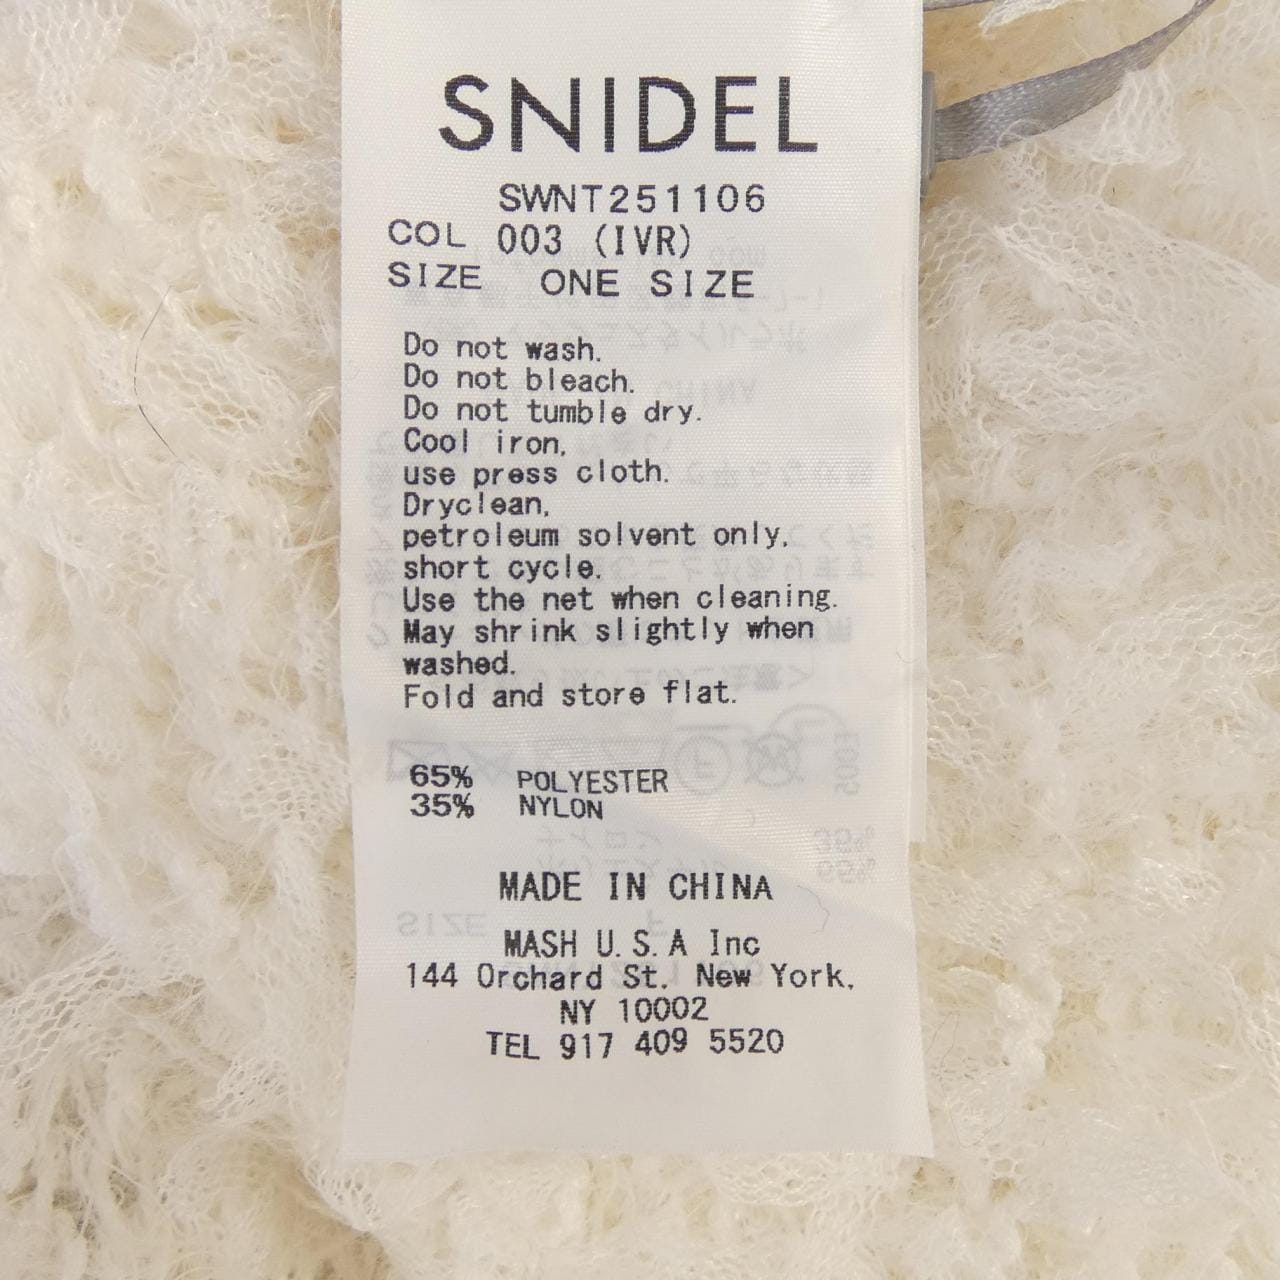 SNIDEL
SWNT251106
COL 003 (IVR)
SIZE ONE SIZE
Do not wash.
Do not bleach.
Do not tumble dry.
Cool iron,
use press cloth.
Dryclean,
petroleum solvent only,
short cycle.
Use the net when cleaning.
May shrink slightly when
washed.
Fold and store flat.
65% POLYESTER
35% NYLON
MADE IN CHINA
MASH U.S.A Inc
144 Orchard St. New York,
NY 10002
TEL 917 409 5520